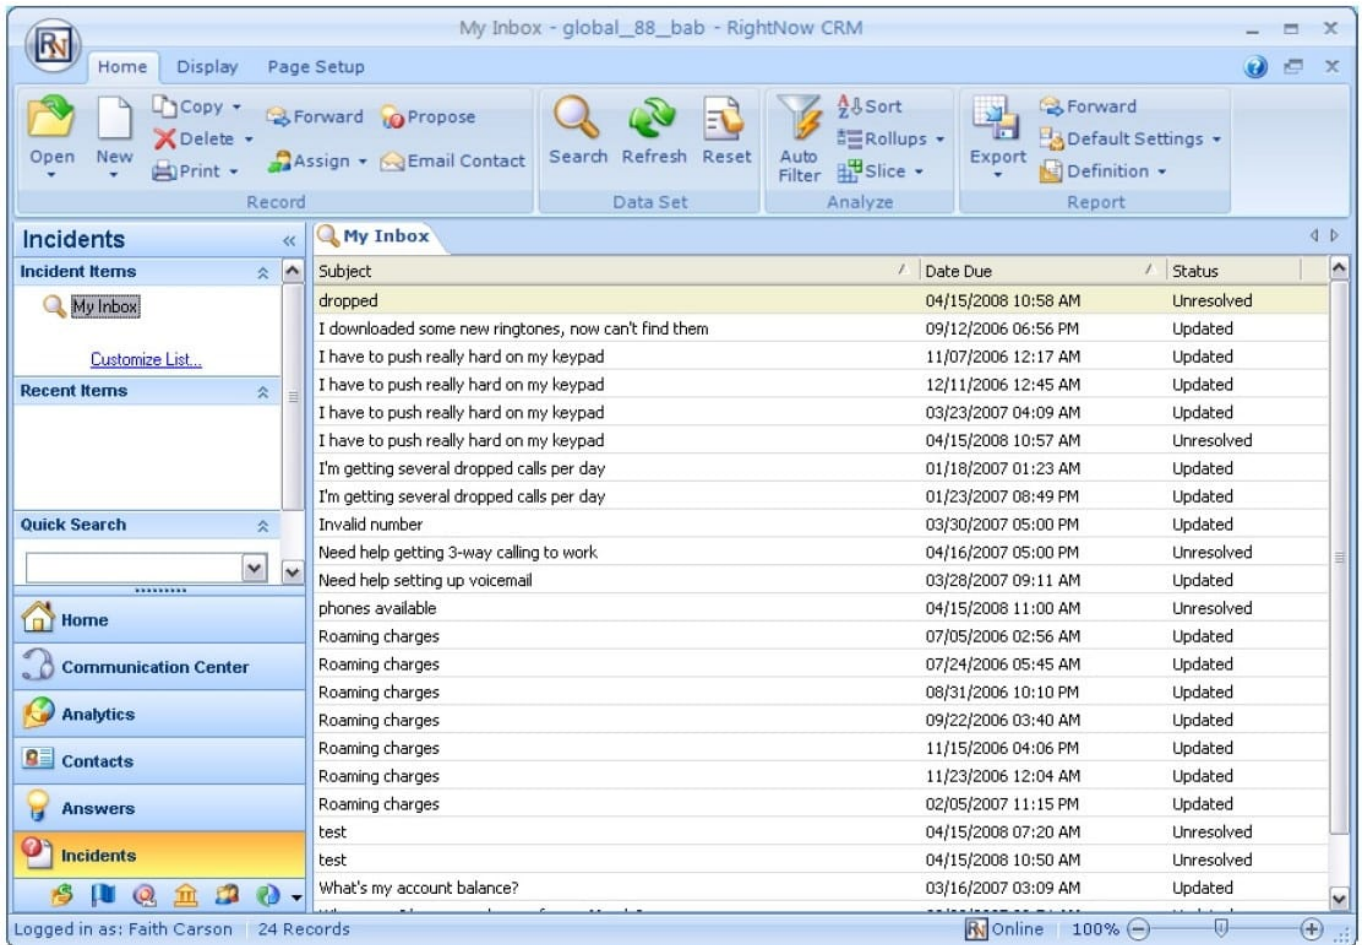 My Inbox - global_88_bab - RightNow CRM
RN
Home Display Page Setup
Open New Copy Delete Print Forward Assign Propose Email Contact
Search Refresh Reset
Auto Filter Sort Rollups Slice
Export Forward Default Settings Definition
Record Data Set Analyze Report
Incidents
Incident Items
My Inbox
Customize List...
Recent Items
Quick Search
Home
Communication Center
Analytics
Contacts
Answers
Incidents
My Inbox
Subject Date Due Status
dropped 04/15/2008 10:58 AM Unresolved
I downloaded some new ringtones, now can't find them 09/12/2006 06:56 PM Updated
I have to push really hard on my keypad 11/07/2006 12:17 AM Updated
I have to push really hard on my keypad 12/11/2006 12:45 AM Updated
I have to push really hard on my keypad 03/23/2007 04:09 AM Updated
I have to push really hard on my keypad 04/15/2008 10:57 AM Unresolved
I'm getting several dropped calls per day 01/18/2007 01:23 AM Updated
I'm getting several dropped calls per day 01/23/2007 08:49 PM Updated
Invalid number 03/30/2007 05:00 PM Updated
Need help getting 3-way calling to work 04/16/2007 05:00 PM Unresolved
Need help setting up voicemail 03/28/2007 09:11 AM Updated
phones available 04/15/2008 11:00 AM Unresolved
Roaming charges 07/05/2006 02:56 AM Updated
Roaming charges 07/24/2006 05:45 AM Updated
Roaming charges 08/31/2006 10:10 PM Updated
Roaming charges 09/22/2006 03:40 AM Updated
Roaming charges 11/15/2006 04:06 PM Updated
Roaming charges 11/23/2006 12:04 AM Updated
Roaming charges 02/05/2007 11:15 PM Updated
test 04/15/2008 07:20 AM Unresolved
test 04/15/2008 10:50 AM Unresolved
What's my account balance? 03/16/2007 03:09 AM Updated
Logged in as: Faith Carson 24 Records RN Online 100%